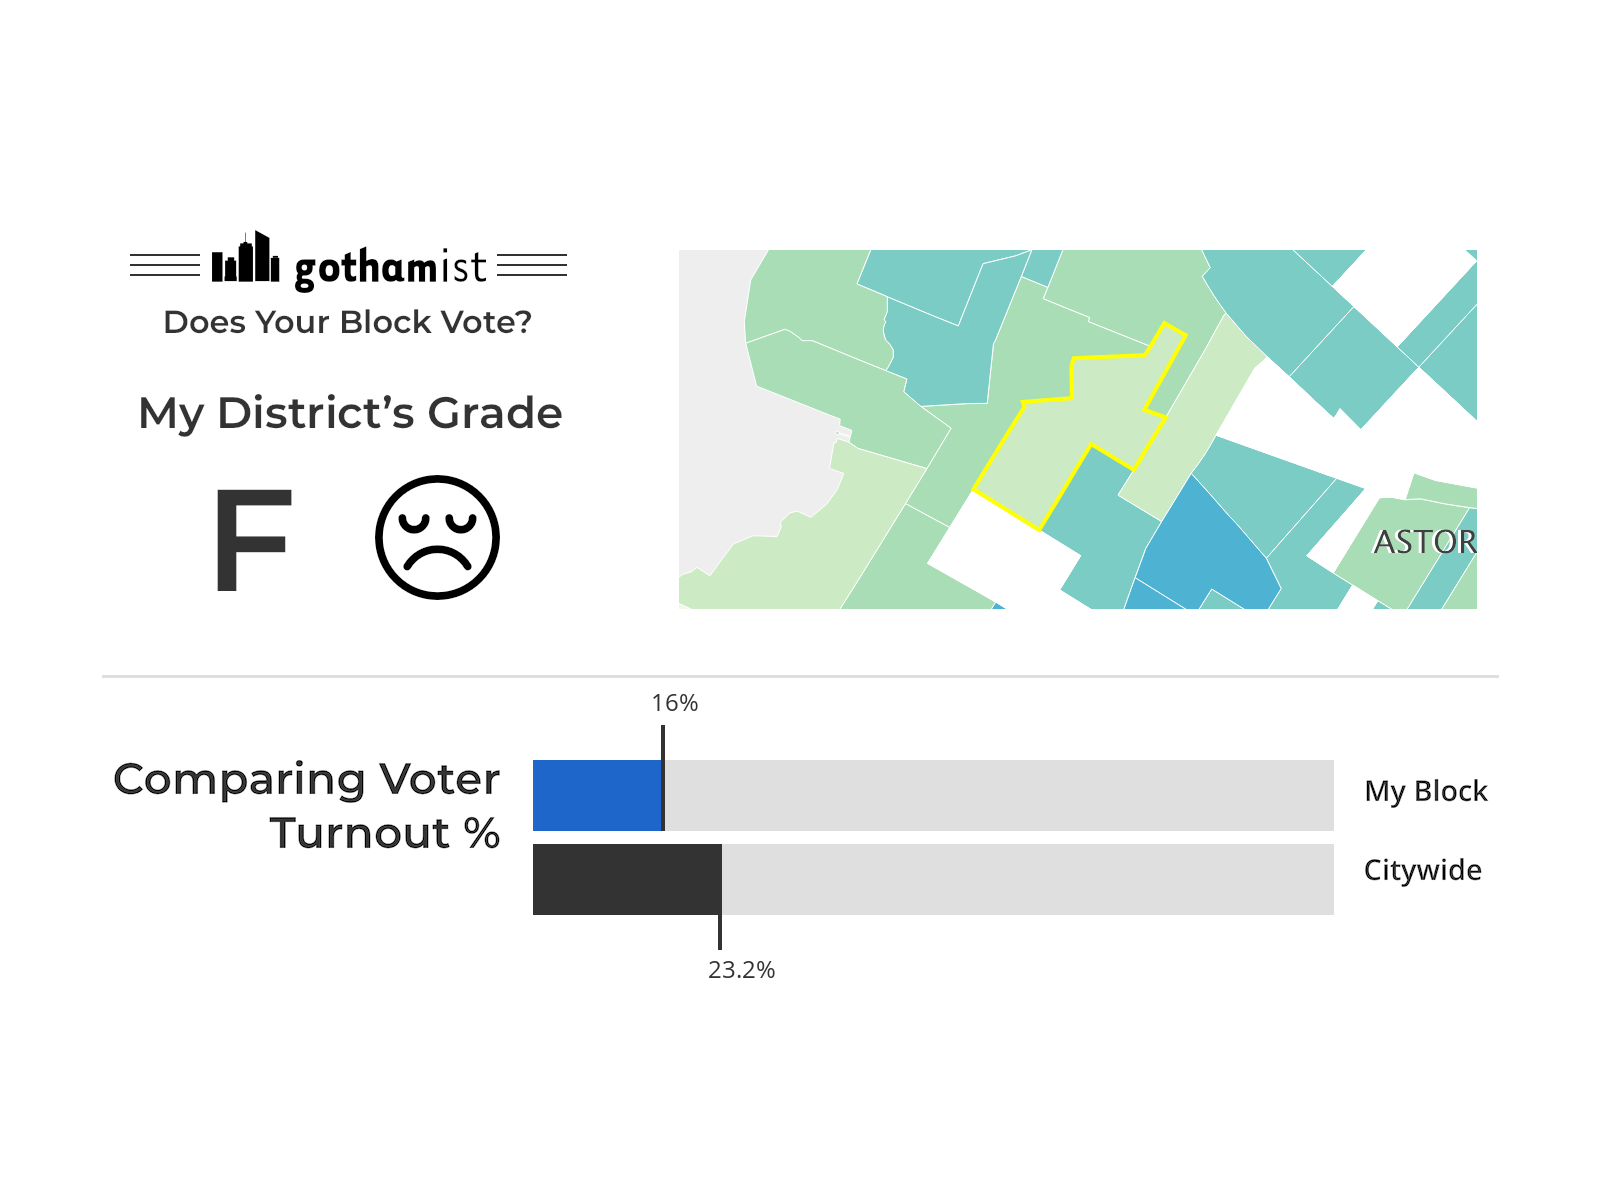 gothamist
Does Your Block Vote?
My District’s Grade
F
ASTOR
16%
Comparing Voter
Turnout %
My Block
Citywide
23.2%